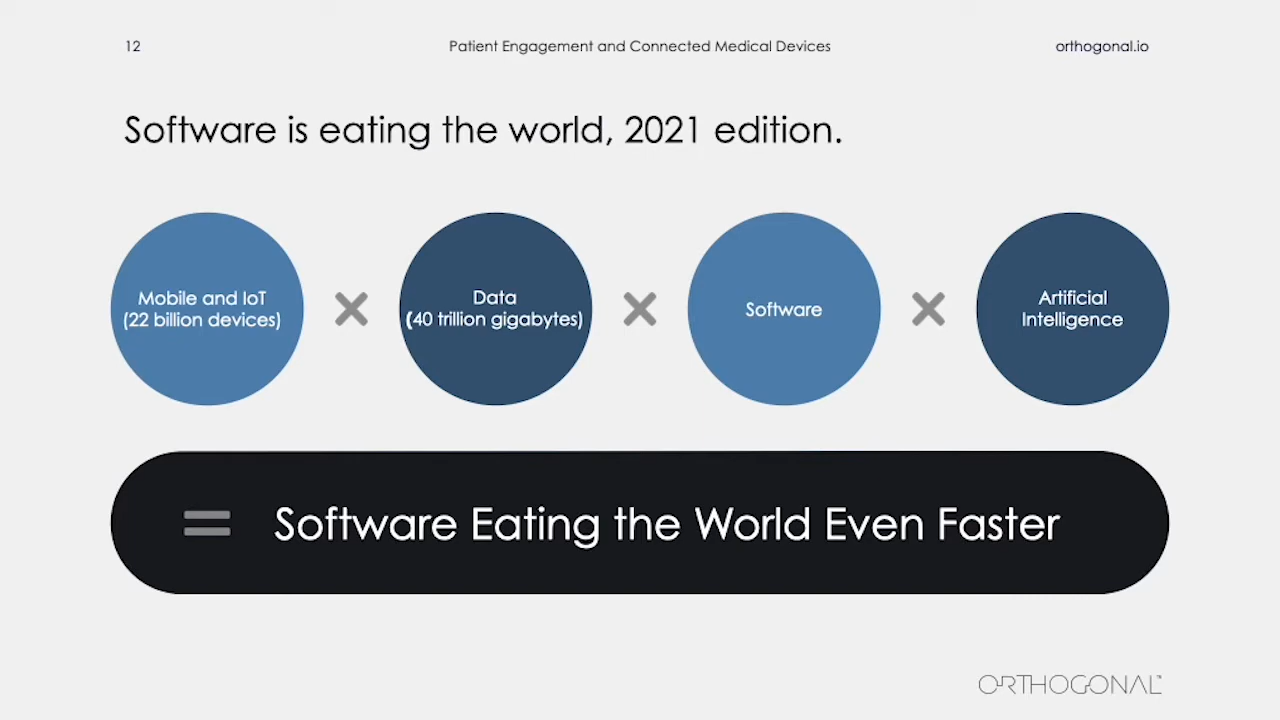 12
Patient Engagement and Connected Medical Devices
orthogonal.io
Software is eating the world, 2021 edition.
Mobile and IoT
(22 billion devices)
Data
(40 trillion gigabytes)
Software
Artificial
Intelligence
= Software Eating the World Even Faster
ORTHOGONAL™